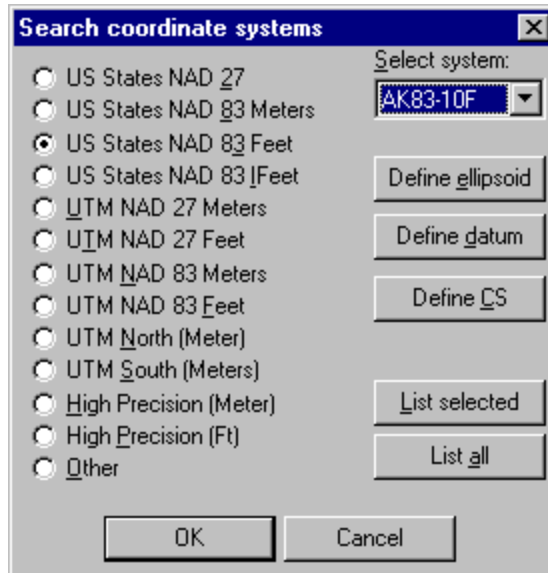 Search coordinate systems
US States NAD 27
US States NAD 83 Meters
US States NAD 83 Feet
US States NAD 83 IFeet
UTM NAD 27 Meters
UTM NAD 27 Feet
UTM NAD 83 Meters
UTM NAD 83 Feet
UTM North (Meter)
UTM South (Meters)
High Precision (Meter)
High Precision (Ft)
Other
Select system:
AK83-10F
Define ellipsoid
Define datum
Define CS
List selected
List all
OK
Cancel